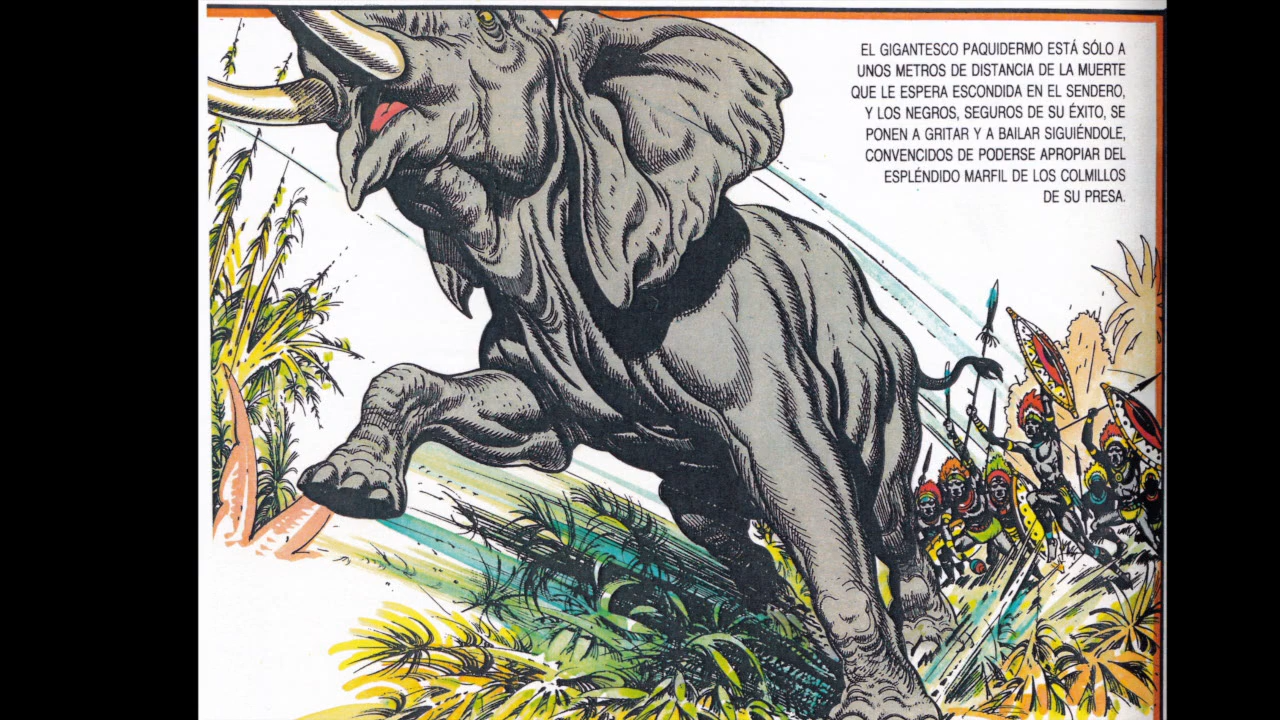 EL GIGANTESCO PAQUIDERMO ESTÁ SÓLO A
UNOS METROS DE DISTANCIA DE LA MUERTE
QUE LE ESPERA ESCONDIDA EN EL SENDERO,
Y LOS NEGROS, SEGUROS DE SU ÉXITO, SE
PONEN A GRITAR Y A BAILAR SIGUIÉNDOLE,
CONVENCIDOS DE PODERSE APROPIAR DEL
ESPLÉNDIDO MARFIL DE LOS COLMILLOS
DE SU PRESA.